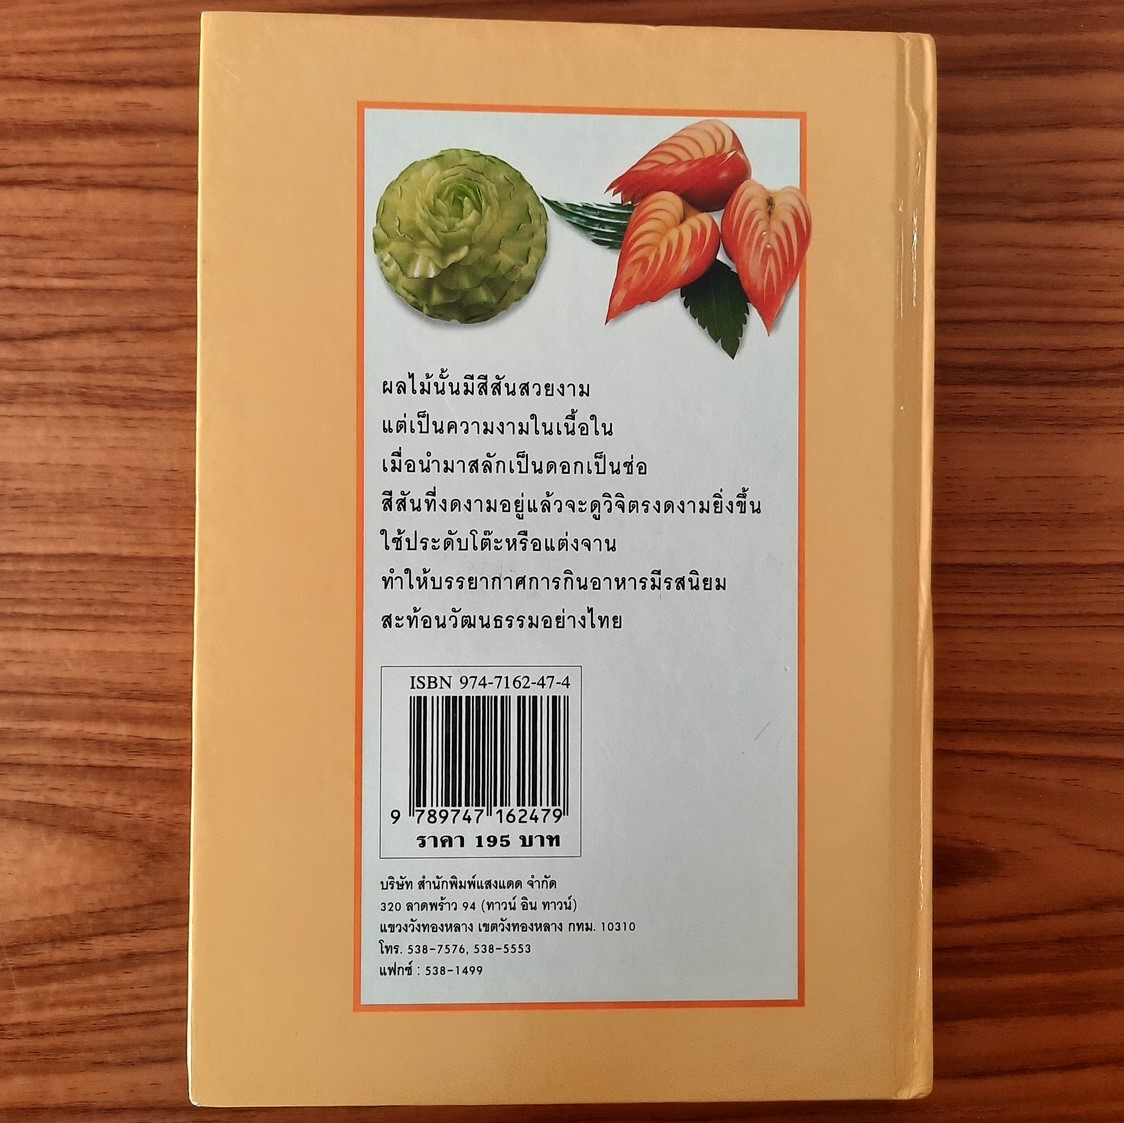 ผลไม้นั้นมีสีสันสวยงาม
แต่เป็นความงามในเนื้อใน
เมื่อนำมาสลักเป็นดอกเป็นช่อ
สีสันที่งดงามอยู่แล้วจะดูวิจิตรงดงามยิ่งขึ้น
ใช้ประดับโต๊ะหรือแต่งจาน
ทำให้บรรยากาศการกินอาหารมีรสนิยม
สะท้อนวัฒนธรรมอย่างไทย
ISBN 974-7162-47-4
9 789747 162479
ราคา 195 บาท
บริษัท สำนักพิมพ์แสงแดด จำกัด
320 ลาดพร้าว 94 (ทาวน์ อิน ทาวน์)
แขวงวังทองหลาง เขตวังทองหลาง กทม. 10310
โทร. 538-7576, 538-5553
แฟกซ์ : 538-1499